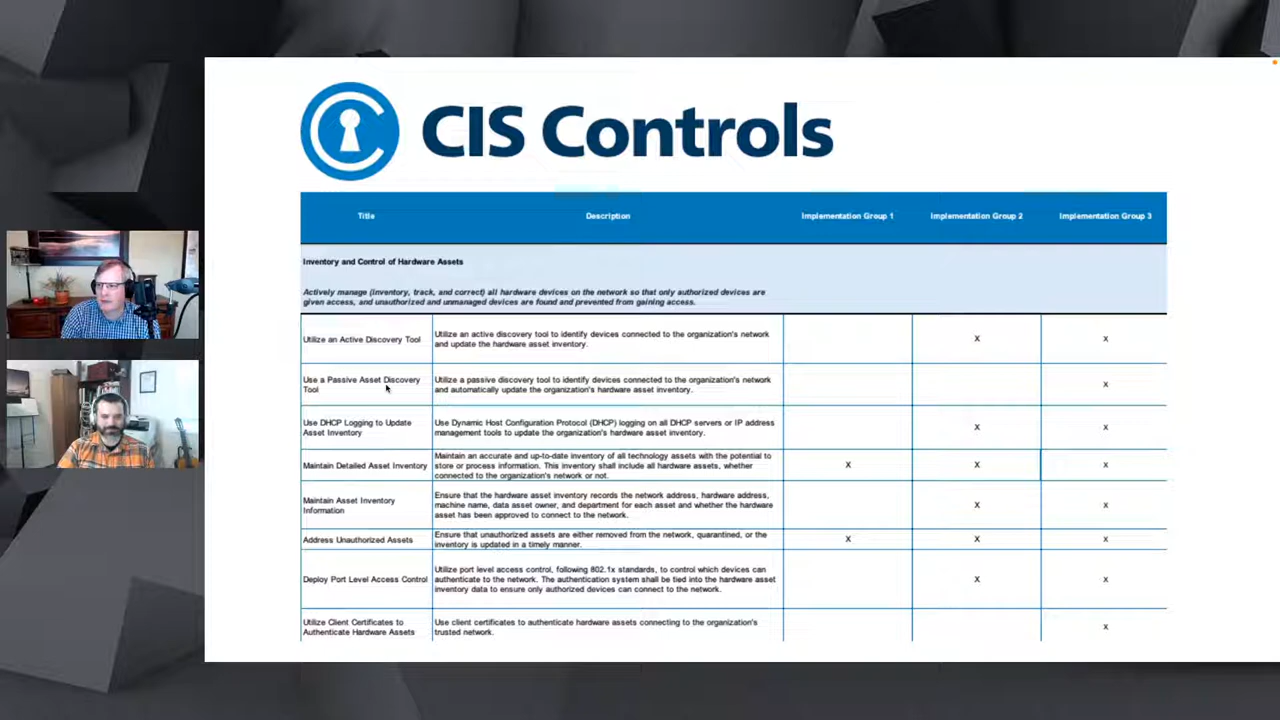 CIS Controls
Title Description Implementation Group 1 Implementation Group 2 Implementation Group 3
Inventory and Control of Hardware Assets
Actively manage (inventory, track, and correct) all hardware devices on the network so that only authorized devices are
given access, and unauthorized and unmanaged devices are found and prevented from gaining access.
Utilize an Active Discovery Tool
Utilize an active discovery tool to identify devices connected to the organization's network
and update the hardware asset inventory.
X X
Use a Passive Asset Discovery
Tool
Utilize a passive discovery tool to identify devices connected to the organization's network
and automatically update the organization's hardware asset inventory.
X
Use DHCP Logging to Update
Asset Inventory
Use Dynamic Host Configuration Protocol (DHCP) logging on all DHCP servers or IP address
management tools to update the organization's hardware asset inventory.
X X
Maintain Detailed Asset Inventory
Maintain an accurate and up-to-date inventory of all technology assets with the potential to
store or process information. This inventory shall include all hardware assets, whether
connected to the organization's network or not.
X X X
Maintain Asset Inventory
Information
Ensure that the hardware asset inventory records the network address, hardware address,
machine name, data asset owner, and department for each asset and whether the hardware
asset has been approved to connect to the network.
X X
Address Unauthorized Assets
Ensure that unauthorized assets are either removed from the network, quarantined, or the
inventory is updated in a timely manner.
X X X
Deploy Port Level Access Control
Utilize port level access control, following 802.1x standards, to control which devices can
authenticate to the network. The authentication system shall be tied into the hardware asset
inventory data to ensure only authorized devices can connect to the network.
X X
Utilize Client Certificates to
Authenticate Hardware Assets
Use client certificates to authenticate hardware assets connecting to the organization's
trusted network.
X